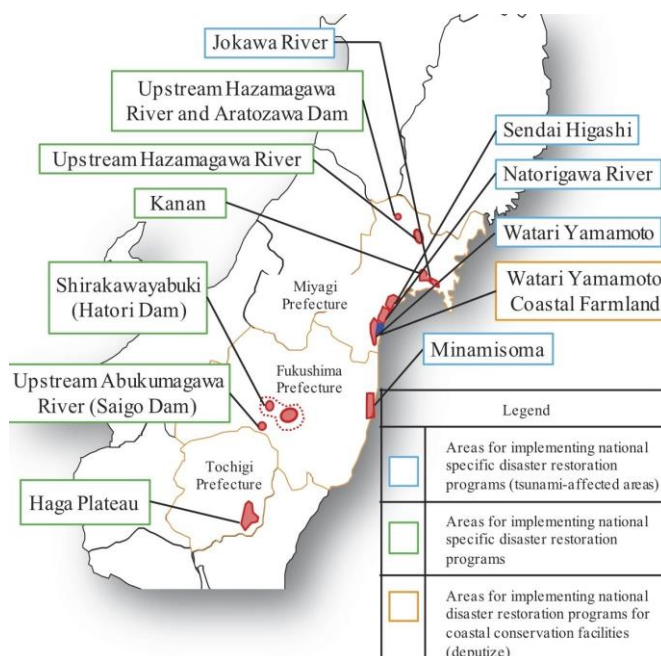 Jokawa River
Upstream Hazamagawa
River and Aratozawa Dam
Sendai Higashi
Upstream Hazamagawa River
Natorigawa River
Kanan
Watari Yamamoto
Shirakawayabuki
(Hatori Dam)
Miyagi
Prefecture
Watari Yamamoto
Coastal Farmland
Minamisoma
Fukushima
Prefecture
Upstream Abukumagawa
River (Saigo Dam)
Tochigi
Prefecture
Haga Plateau
Legend
Areas for implementing national
specific disaster restoration
programs (tsunami-affected areas)
Areas for implementing national
specific disaster restoration
programs
Areas for implementing national
disaster restoration programs for
coastal conservation facilities
(deputize)